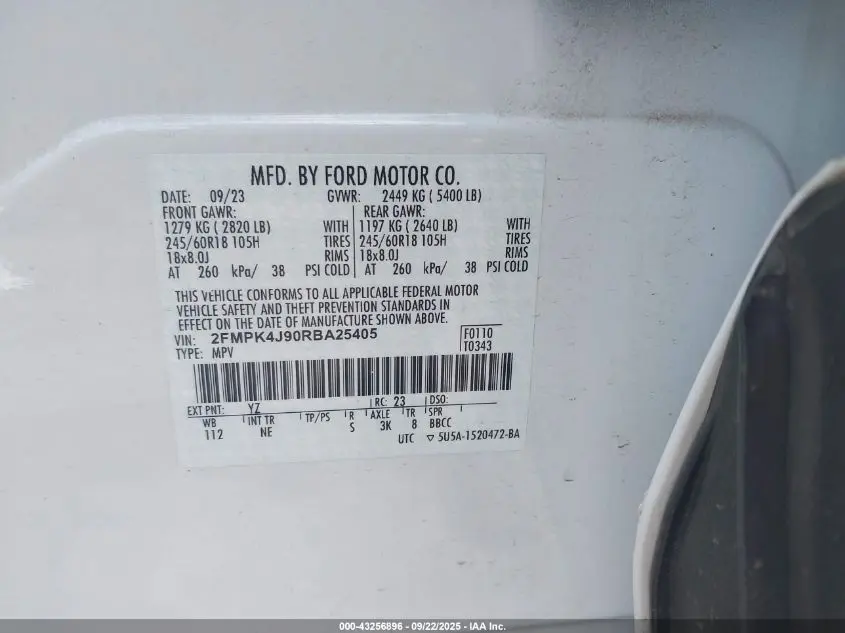 MFD. BY FORD MOTOR CO.
DATE: 09/23 GVWR: 2449 KG ( 5400 LB)
FRONT GAWR: REAR GAWR:
1279 KG ( 2820 LB) WITH 1197 KG ( 2640 LB) WITH
245/60R18 105H TIRES 245/60R18 105H TIRES
18x8.0J RIMS 18x8.0J RIMS
AT 260 kPa/ 38 PSI COLD AT 260 kPa/ 38 PSI COLD
THIS VEHICLE CONFORMS TO ALL APPLICABLE FEDERAL MOTOR
VEHICLE SAFETY AND THEFT PREVENTION STANDARDS IN
EFFECT ON THE DATE OF MANUFACTURE SHOWN ABOVE.
VIN: 2FMPK4J90RBA25405 F0110
TYPE: MPV T0343
EXT PNT: YZ RC: 23 DSO:
WB INT TR TP/PS R AXLE TR SPR
112 NE S 3K 8 BBCC
UTC ▽ 5U5A-1520472-BA
000-43256896 - 09/22/2025 - IAA Inc.